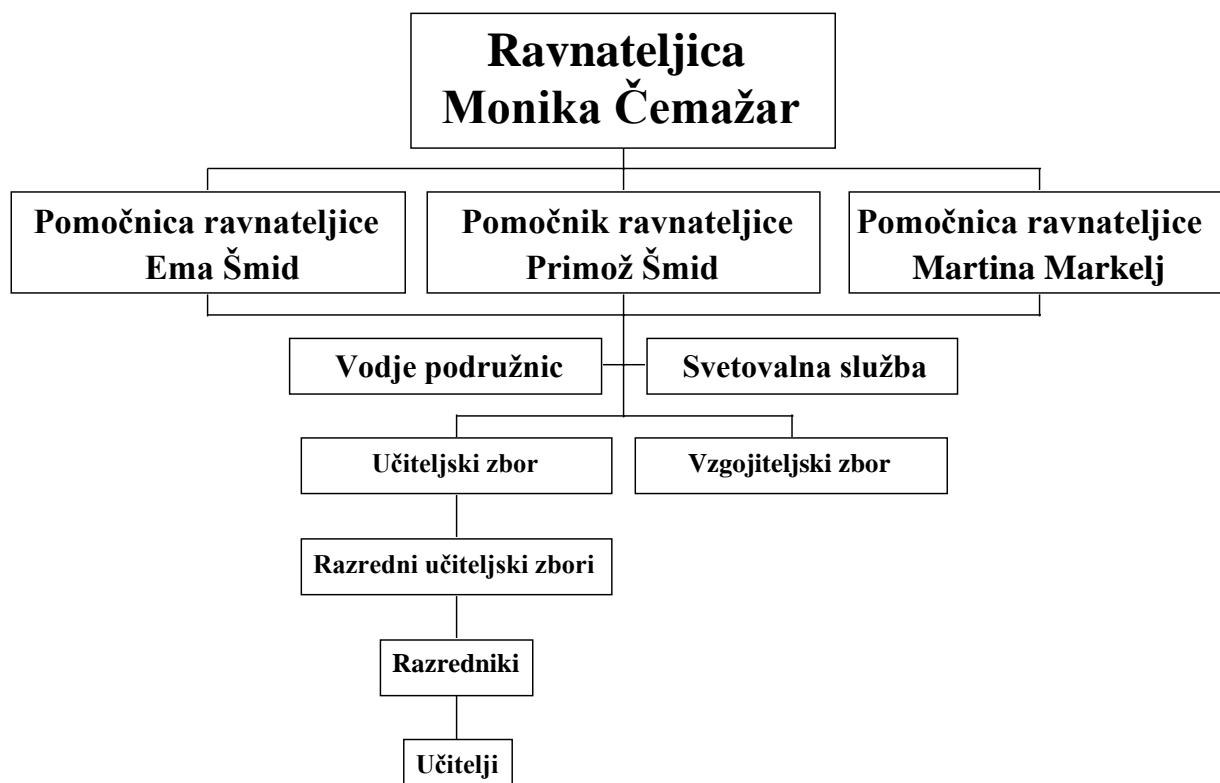 Ravnateljica
Monika Čemažar
Pomočnica ravnateljice
Ema Šmid
Pomočnik ravnateljice
Primož Šmid
Pomočnica ravnateljice
Martina Markelj
Vodje podružnic
Svetovalna služba
Učiteljski zbor
Vzgojiteljski zbor
Razredni učiteljski zbori
Razredniki
Učitelji